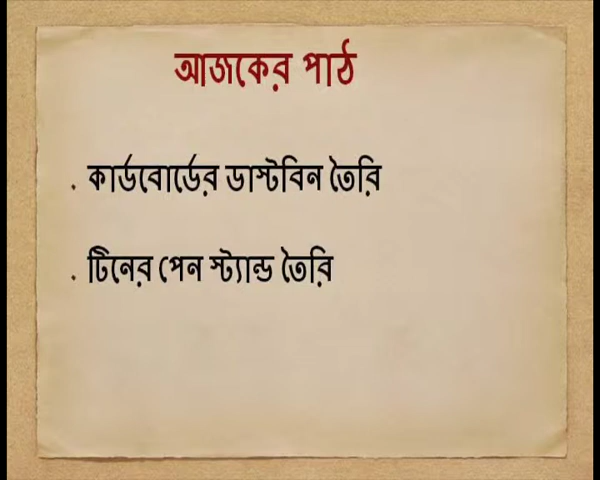 আজকের পাঠ
. কার্ডবোর্ডের ডাস্টবিন তৈরি
. টিনের পেন স্ট্যান্ড তৈরি